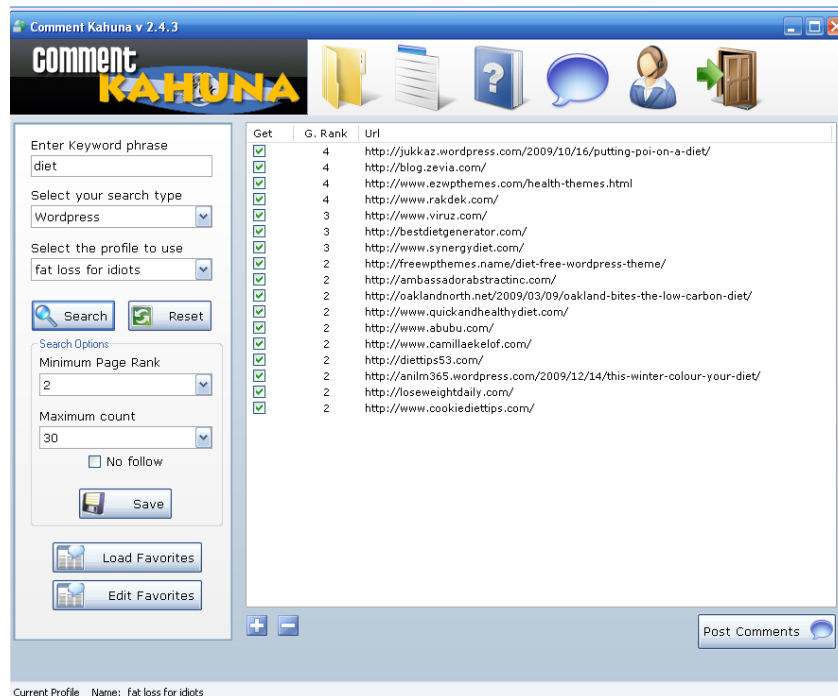 Comment Kahuna v 2.4.3
comment
KAHUNA
Enter Keyword phrase
diet
Select your search type
Wordpress
Select the profile to use
fat loss for idiots
Search Reset
Search Options
Minimum Page Rank
2
Maximum count
30
No follow
Save
Load Favorites
Edit Favorites
Get G. Rank Url
4 http://jukkaz.wordpress.com/2009/10/16/putting-poi-on-a-diet/
4 http://blog.zevia.com/
4 http://www.ezwpthemes.com/health-themes.html
4 http://www.rakdek.com/
3 http://www.viruz.com/
3 http://bestdietgenerator.com/
3 http://www.synergydiet.com/
2 http://freewpthemes.name/diet-free-wordpress-theme/
2 http://ambassadorabstractinc.com/
2 http://oaklandnorth.net/2009/03/09/oakland-bites-the-low-carbon-diet/
2 http://www.quickandhealthydiet.com/
2 http://www.abubu.com/
2 http://www.camillaekelof.com/
2 http://diettips53.com/
2 http://anilm365.wordpress.com/2009/12/14/this-winter-colour-your-diet/
2 http://loseweightdaily.com/
2 http://www.cookiediettips.com/
Post Comments
Current Profile Name: fat loss for idiots